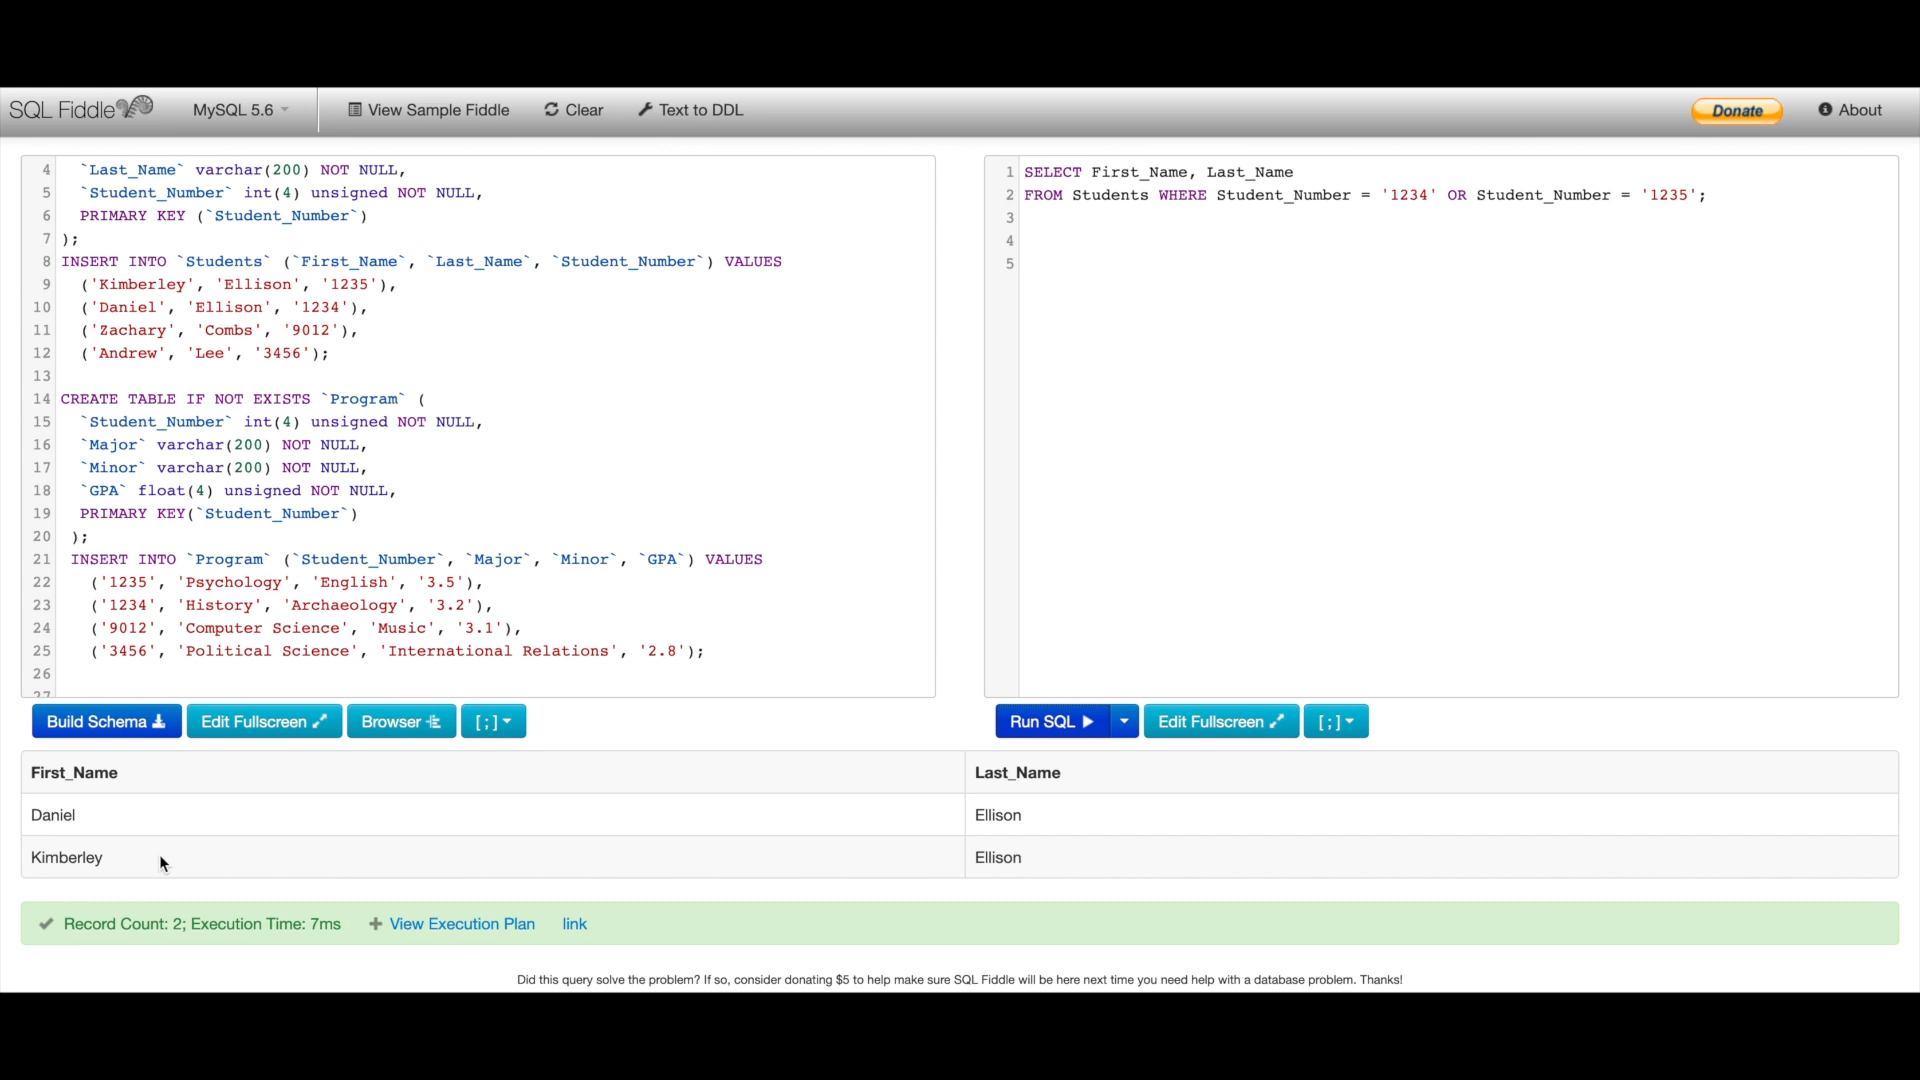 SQL Fiddle MySQL 5.6 View Sample Fiddle Clear Text to DDL Donate About
4 `Last_Name` varchar(200) NOT NULL,
5 `Student_Number` int(4) unsigned NOT NULL,
6 PRIMARY KEY (`Student_Number`)
7 );
8 INSERT INTO `Students` (`First_Name`, `Last_Name`, `Student_Number`) VALUES
9 ('Kimberley', 'Ellison', '1235'),
10 ('Daniel', 'Ellison', '1234'),
11 ('Zachary', 'Combs', '9012'),
12 ('Andrew', 'Lee', '3456');
13
14 CREATE TABLE IF NOT EXISTS `Program` (
15 `Student_Number` int(4) unsigned NOT NULL,
16 `Major` varchar(200) NOT NULL,
17 `Minor` varchar(200) NOT NULL,
18 `GPA` float(4) unsigned NOT NULL,
19 PRIMARY KEY(`Student_Number`)
20 );
21 INSERT INTO `Program` (`Student_Number`, `Major`, `Minor`, `GPA`) VALUES
22 ('1235', 'Psychology', 'English', '3.5'),
23 ('1234', 'History', 'Archaeology', '3.2'),
24 ('9012', 'Computer Science', 'Music', '3.1'),
25 ('3456', 'Political Science', 'International Relations', '2.8');
26
27
1 SELECT First_Name, Last_Name
2 FROM Students WHERE Student_Number = '1234' OR Student_Number = '1235';
3
4
5
Build Schema Edit Fullscreen Browser [ ; ]
Run SQL Edit Fullscreen [ ; ]
First_Name Last_Name
Daniel Ellison
Kimberley Ellison
Record Count: 2; Execution Time: 7ms View Execution Plan link
Did this query solve the problem? If so, consider donating $5 to help make sure SQL Fiddle will be here next time you need help with a database problem. Thanks!